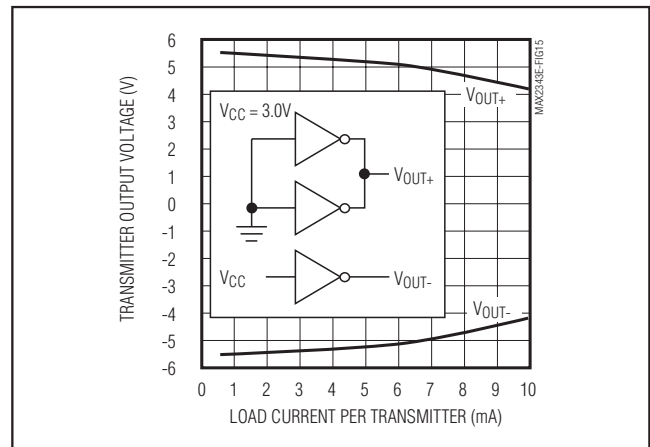 6
5
4
3
2
1
0
-1
-2
-3
-4
-5
-6
TRANSMITTER OUTPUT VOLTAGE (V)
VCC = 3.0V
VOUT+
VOUT+
VCC
VOUT-
VOUT-
0 1 2 3 4 5 6 7 8 9 10
LOAD CURRENT PER TRANSMITTER (mA)
MAX2343E-FIG15